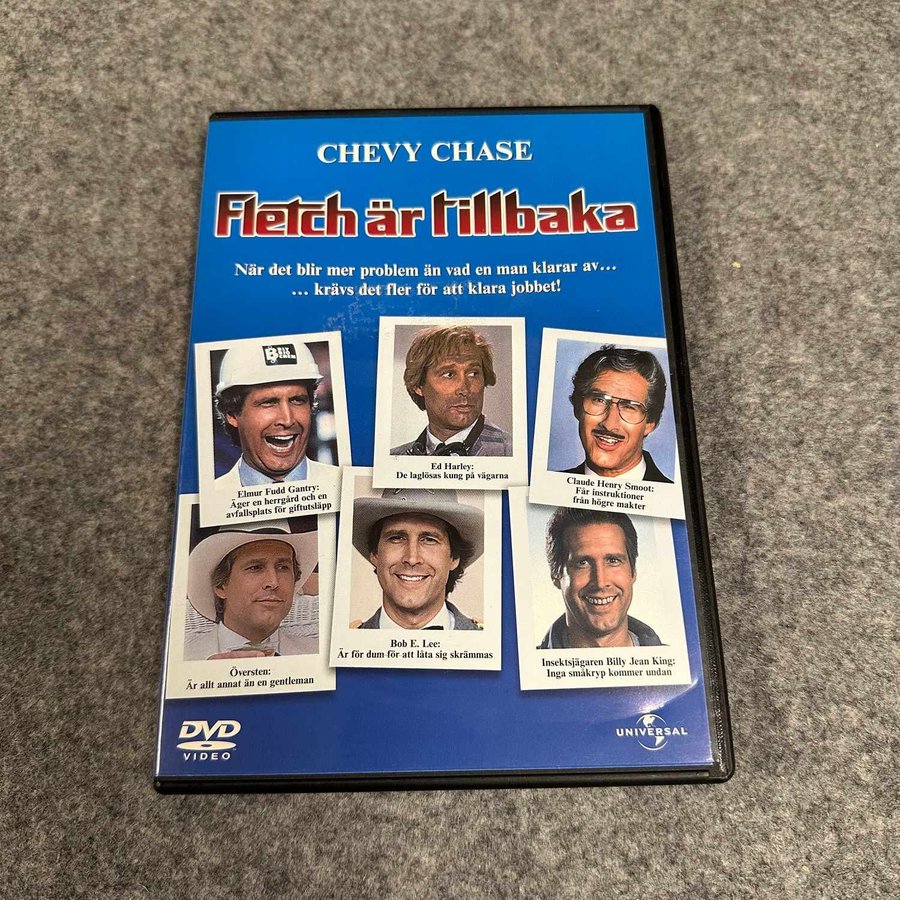 CHEVY CHASE
Fletch är tillbaka
När det blir mer problem än vad en man klarar av...
... krävs det fler för att klara jobbet!
BIT
BIO
CHEM
Elmur Fudd Gantry:
Äger en herrgård och en
avfallsplats för giftutsläpp
Ed Harley:
De laglösas kung på vägarna
Claude Henry Smoot:
Får instruktioner
från högre makter
Översten:
Är allt annat än en gentleman
Bob E. Lee:
Är för dum för att låta sig skrämmas
Insektsjägaren Billy Jean King:
Inga småkryp kommer undan
DVD
VIDEO
UNIVERSAL